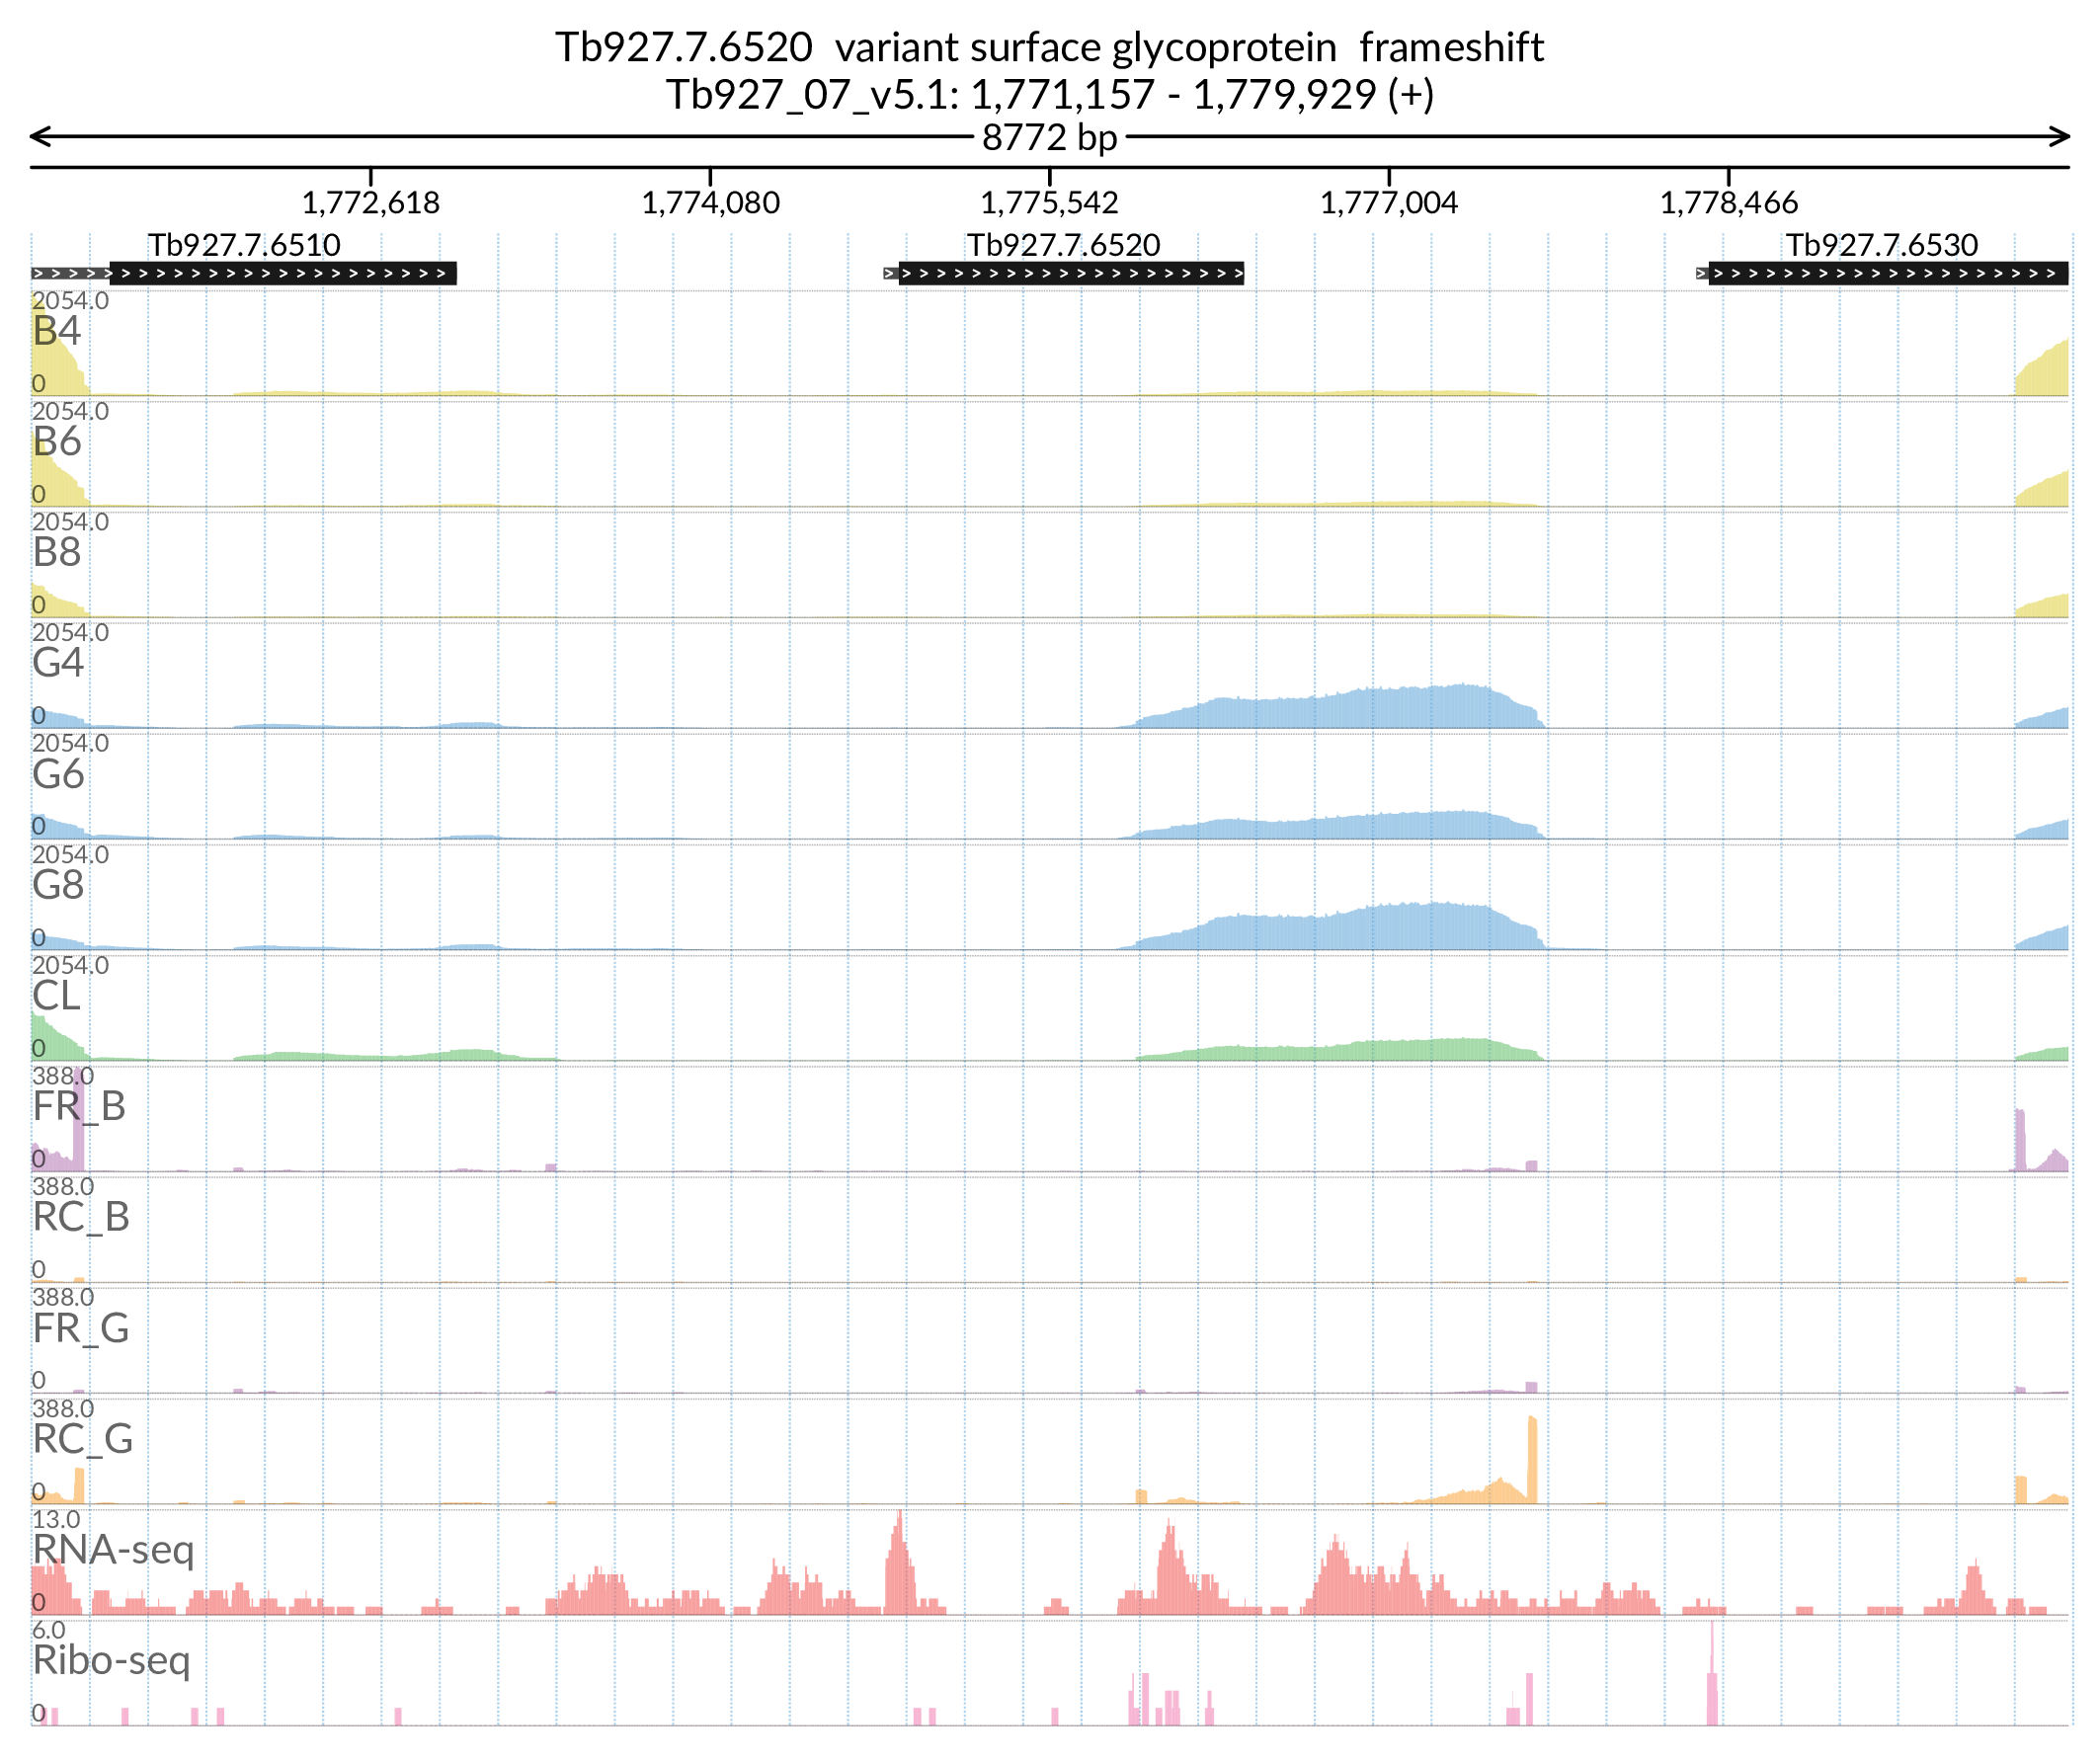 Tb927.7.6520  variant surface glycoprotein  frameshift
Tb927_07_v5.1: 1,771,157 - 1,779,929 (+)
8772 bp
1,772,618 1,774,080 1,775,542 1,777,004 1,778,466
Tb927.7.6510 Tb927.7.6520 Tb927.7.6530
2054.0
B4
0
2054.0
B6
0
2054.0
B8
0
2054.0
G4
0
2054.0
G6
0
2054.0
G8
0
2054.0
CL
0
388.0
FR_B
0
388.0
RC_B
0
388.0
FR_G
0
388.0
RC_G
0
13.0
RNA-seq
0
6.0
Ribo-seq
0